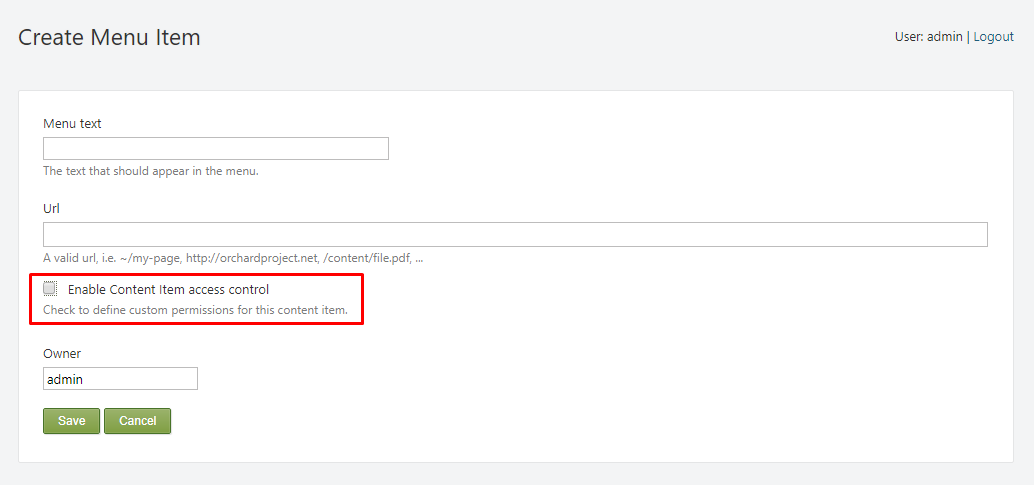 Create Menu Item
User: admin | Logout
Menu text
The text that should appear in the menu.
Url
A valid url, i.e. ~/my-page, http://orchardproject.net, /content/file.pdf, ...
Enable Content Item access control
Check to define custom permissions for this content item.
Owner
admin
Save Cancel